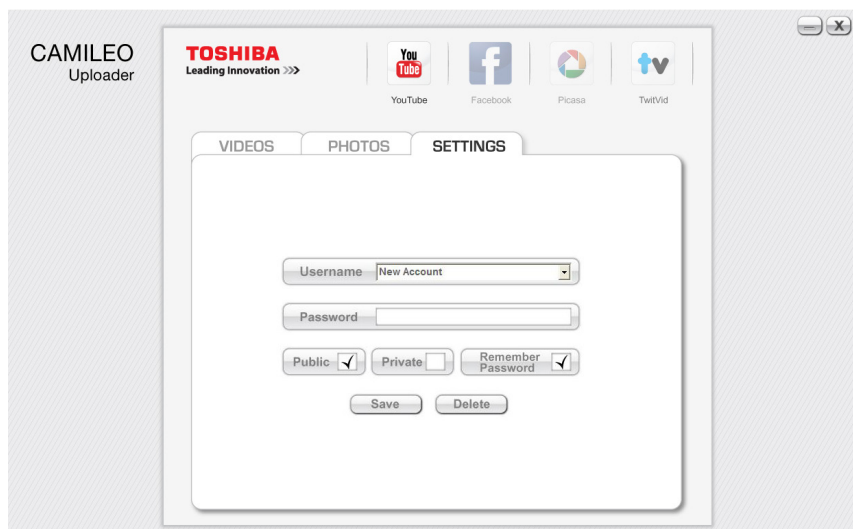 CAMILEO
Uploader
TOSHIBA
Leading Innovation >>>
You
Tube
YouTube
Facebook
Picasa
TwitVid
VIDEOS
PHOTOS
SETTINGS
Username
New Account
Password
Public
Private
Remember
Password
Save
Delete